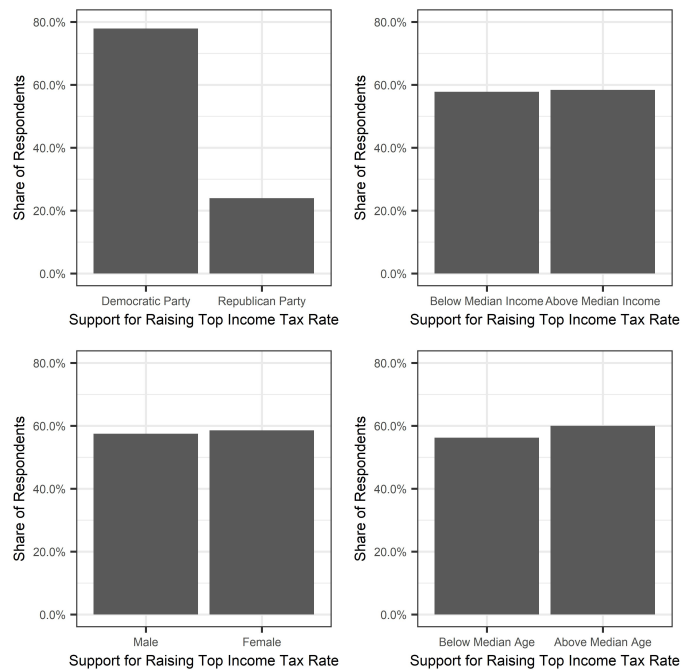 Share of Respondents
80.0%
60.0%
40.0%
20.0%
0.0%
Democratic Party Republican Party
Support for Raising Top Income Tax Rate
Share of Respondents
80.0%
60.0%
40.0%
20.0%
0.0%
Below Median Income Above Median Income
Support for Raising Top Income Tax Rate
Share of Respondents
80.0%
60.0%
40.0%
20.0%
0.0%
Male Female
Support for Raising Top Income Tax Rate
Share of Respondents
80.0%
60.0%
40.0%
20.0%
0.0%
Below Median Age Above Median Age
Support for Raising Top Income Tax Rate